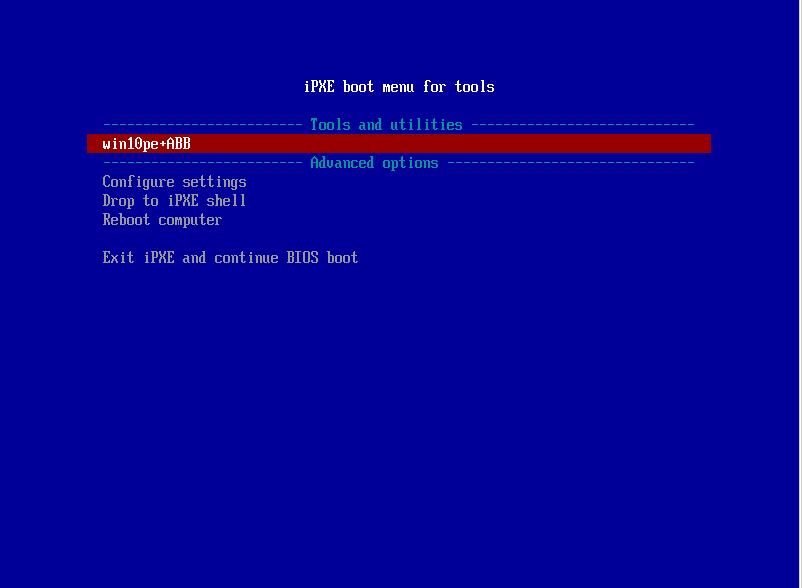 iPXE boot menu for tools
------------------------- Tools and utilities ----------------------------
win10pe+ABB
------------------------- Advanced options -------------------------------
Configure settings
Drop to iPXE shell
Reboot computer
Exit iPXE and continue BIOS boot